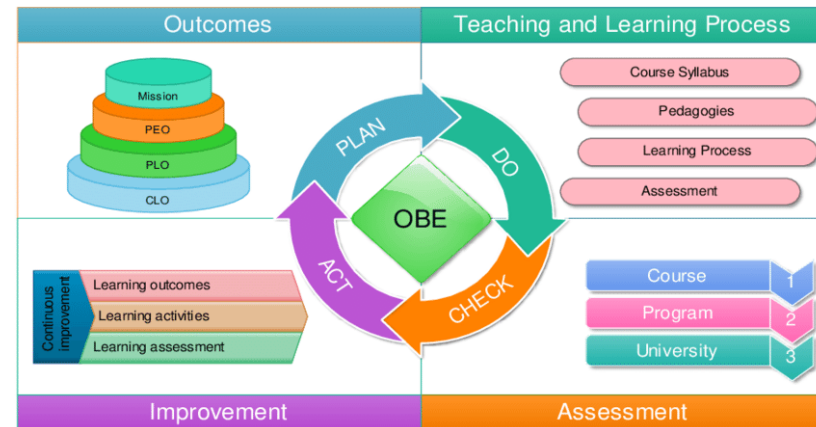 Outcomes
Teaching and Learning Process
Mission
PEO
PLO
CLO
Course Syllabus
Pedagogies
Learning Process
Assessment
PLAN
DO
CHECK
ACT
OBE
Continuous
improvement
Learning outcomes
Learning activities
Learning assessment
Course 1
Program 2
University 3
Improvement
Assessment